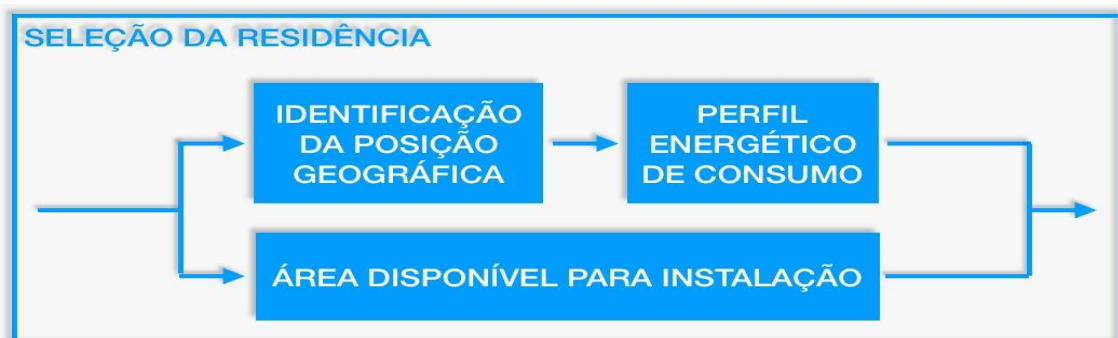 SELEÇÃO DA RESIDÊNCIA
IDENTIFICAÇÃO
DA POSIÇÃO
GEOGRÁFICA
PERFIL
ENERGÉTICO
DE CONSUMO
ÁREA DISPONÍVEL PARA INSTALAÇÃO